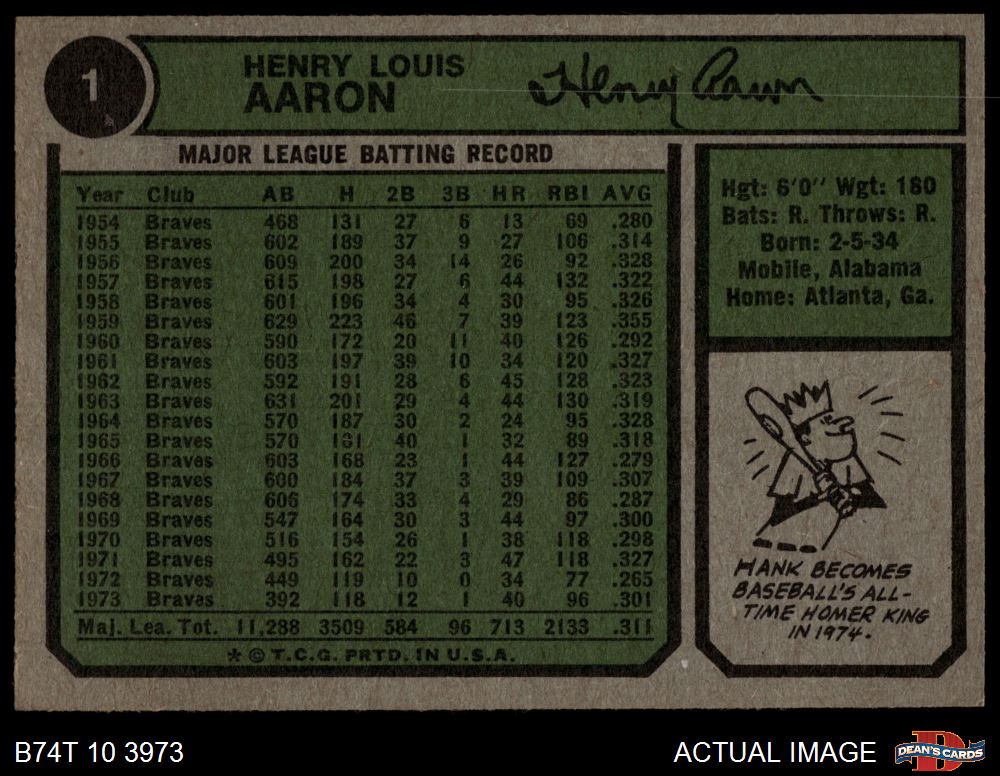 1
HENRY LOUIS
AARON
Henry Aaron
MAJOR LEAGUE BATTING RECORD
Year Club AB H 2B 3B HR RBI AVG
1954 Braves 468 131 27 6 13 69 .280
1955 Braves 602 189 37 9 27 106 .314
1956 Braves 609 200 34 14 26 92 .328
1957 Braves 615 198 27 6 44 132 .322
1958 Braves 601 196 34 4 30 95 .326
1959 Braves 629 223 46 7 39 123 .355
1960 Braves 590 172 20 11 40 126 .292
1961 Braves 603 197 39 10 34 120 .327
1962 Braves 592 191 28 6 45 128 .323
1963 Braves 631 201 29 4 44 130 .319
1964 Braves 570 187 30 2 24 95 .328
1965 Braves 570 181 40 1 32 89 .318
1966 Braves 603 168 23 1 44 127 .279
1967 Braves 600 184 37 3 39 109 .307
1968 Braves 606 174 33 4 29 86 .287
1969 Braves 547 164 30 3 44 97 .300
1970 Braves 516 154 26 1 38 118 .298
1971 Braves 495 162 22 3 47 118 .327
1972 Braves 449 119 10 0 34 77 .265
1973 Braves 392 118 12 1 40 96 .301
Maj. Lea. Tot. 11,288 3509 584 96 713 2133 .311
* © T.C.G. PRTD. IN U.S.A.
Hgt: 6'0" Wgt: 180
Bats: R. Throws: R.
Born: 2-5-34
Mobile, Alabama
Home: Atlanta, Ga.
HANK BECOMES
BASEBALL'S ALL-
TIME HOMER KING
IN 1974.
B74T 10 3973
ACTUAL IMAGE
DEAN'S CARDS